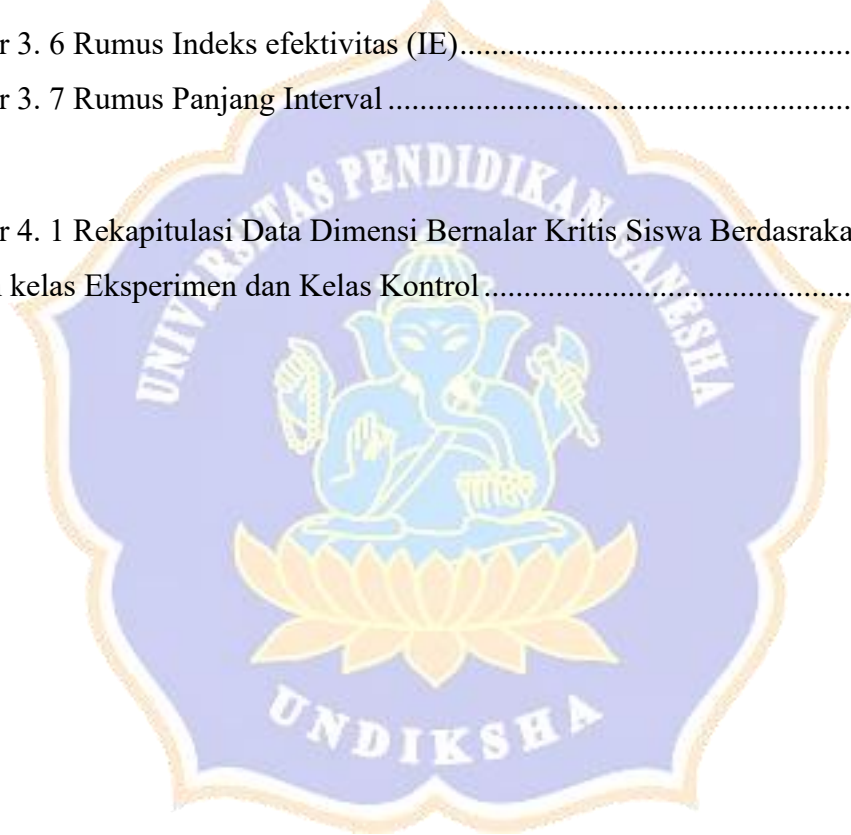 r 3. 6 Rumus Indeks efektivitas (IE)..................................................
r 3. 7 Rumus Panjang Interval..........................................................
r 4. 1 Rekapitulasi Data Dimensi Bernalar Kritis Siswa Berdasraka
kelas Eksperimen dan Kelas Kontrol..............................................
UNIVERSITAS PENDIDIKAN GANESHA
UNDIKSHA